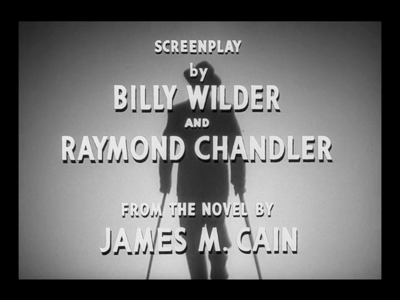 SCREENPLAY
by
BILLY WILDER
AND
RAYMOND CHANDLER
FROM THE NOVEL BY
JAMES M. CAIN